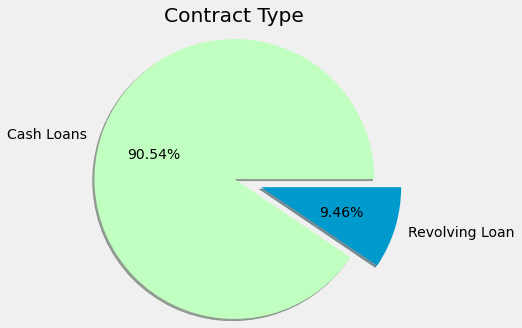 Contract Type
Cash Loans
90.54%
9.46%
Revolving Loan